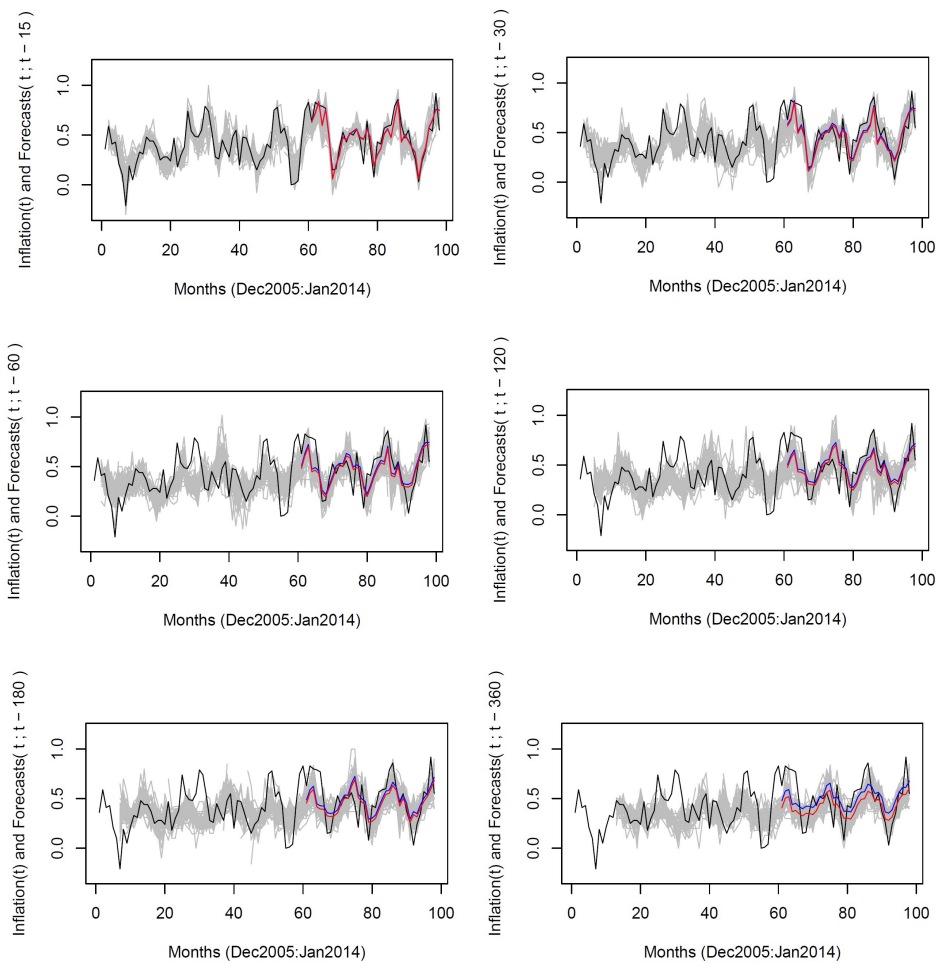 Inflation(t) and Forecasts( t ; t − 15 )
1.0
0.5
0.0
0 20 40 60 80 100
Months (Dec2005:Jan2014)
Inflation(t) and Forecasts( t ; t − 30 )
1.0
0.5
0.0
0 20 40 60 80 100
Months (Dec2005:Jan2014)
Inflation(t) and Forecasts( t ; t − 60 )
1.0
0.5
0.0
0 20 40 60 80 100
Months (Dec2005:Jan2014)
Inflation(t) and Forecasts( t ; t − 120 )
1.0
0.5
0.0
0 20 40 60 80 100
Months (Dec2005:Jan2014)
Inflation(t) and Forecasts( t ; t − 180 )
1.0
0.5
0.0
0 20 40 60 80 100
Months (Dec2005:Jan2014)
Inflation(t) and Forecasts( t ; t − 360 )
1.0
0.5
0.0
0 20 40 60 80 100
Months (Dec2005:Jan2014)